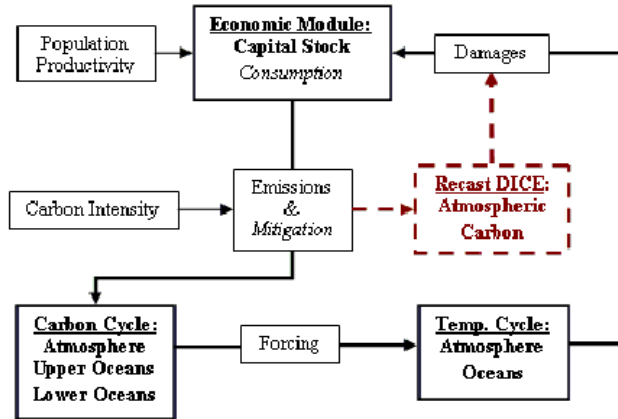 Population
Productivity
Economic Module:
Capital Stock
Consumption
Damages
Carbon Intensity
Emissions
&
Mitigation
Recast DICE:
Atmospheric
Carbon
Carbon Cycle:
Atmosphere
Upper Oceans
Lower Oceans
Forcing
Temp. Cycle:
Atmosphere
Oceans